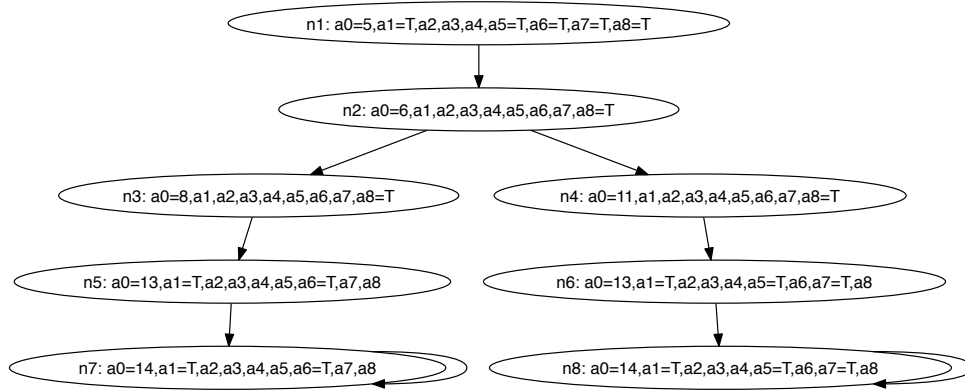 n1: a0=5,a1=T,a2,a3,a4,a5=T,a6=T,a7=T,a8=T
n2: a0=6,a1,a2,a3,a4,a5,a6,a7,a8=T
n3: a0=8,a1,a2,a3,a4,a5,a6,a7,a8=T
n4: a0=11,a1,a2,a3,a4,a5,a6,a7,a8=T
n5: a0=13,a1=T,a2,a3,a4,a5,a6=T,a7,a8
n6: a0=13,a1=T,a2,a3,a4,a5=T,a6,a7=T,a8
n7: a0=14,a1=T,a2,a3,a4,a5,a6=T,a7,a8
n8: a0=14,a1=T,a2,a3,a4,a5=T,a6,a7=T,a8